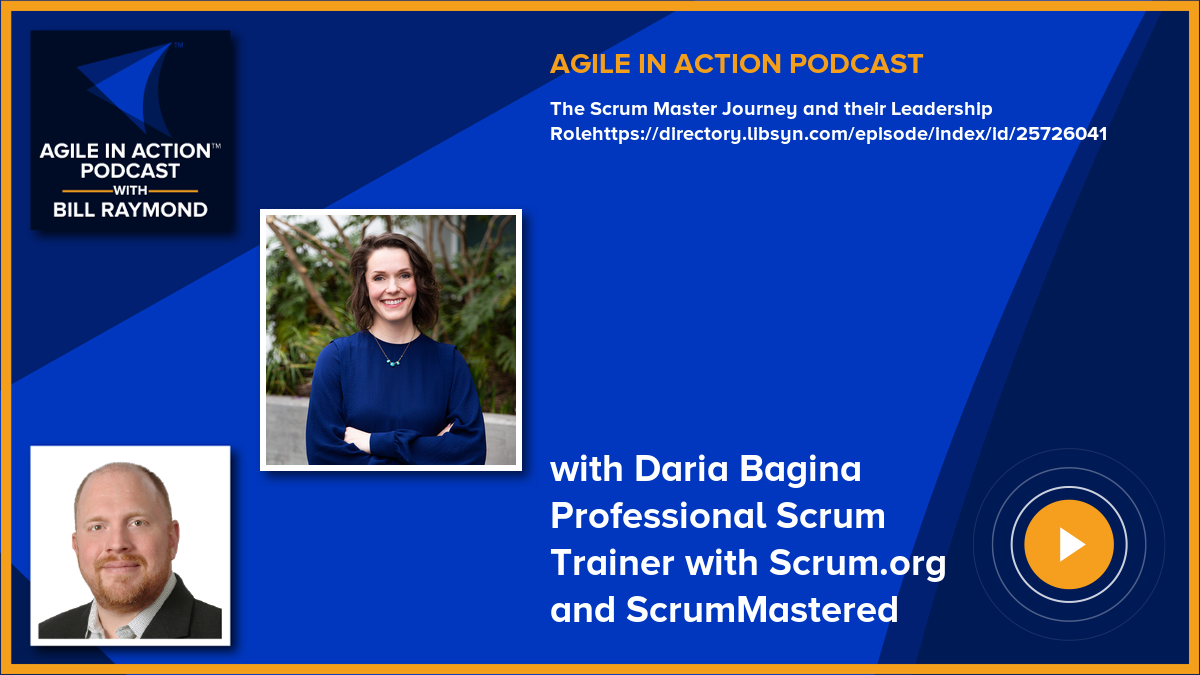 AGILE IN ACTION™
PODCAST
WITH
BILL RAYMOND
AGILE IN ACTION PODCAST
The Scrum Master Journey and their Leadership
Rolehttps://directory.libsyn.com/episode/index/id/25726041
with Daria Bagina
Professional Scrum
Trainer with Scrum.org
and ScrumMastered